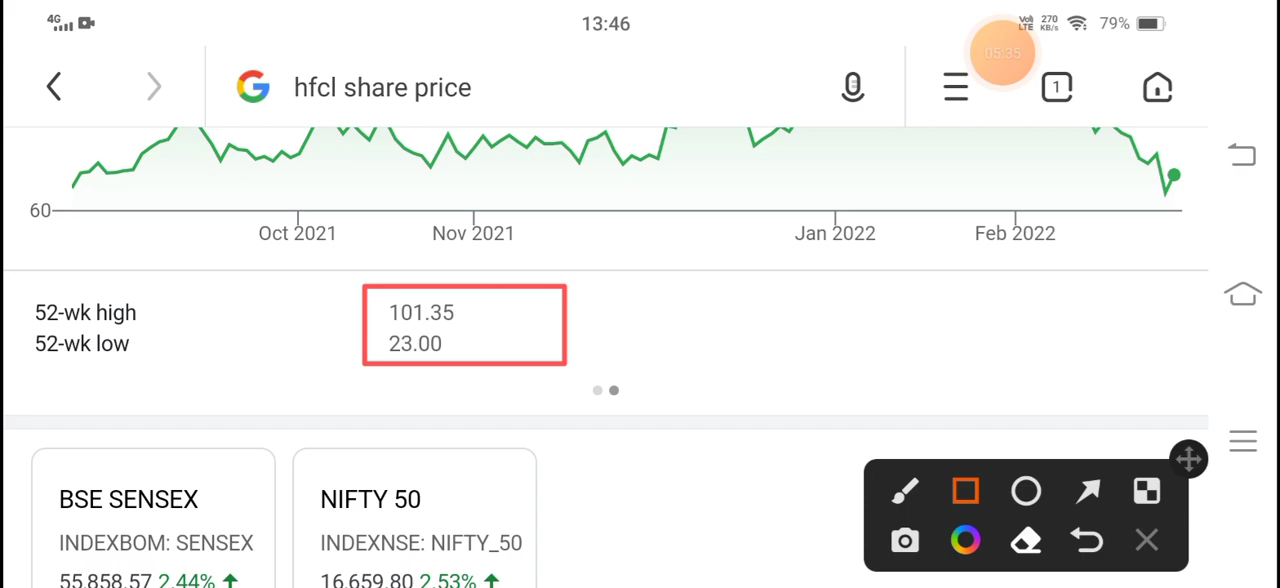 4G 13:46 Voli LTE 270 KB/s 79%
05:35
hfcl share price 1
60
Oct 2021 Nov 2021 Jan 2022 Feb 2022
52-wk high 101.35
52-wk low 23.00
BSE SENSEX NIFTY 50
INDEXBOM: SENSEX INDEXNSE: NIFTY_50
55,858.57 2.44% 16,659.80 2.53%